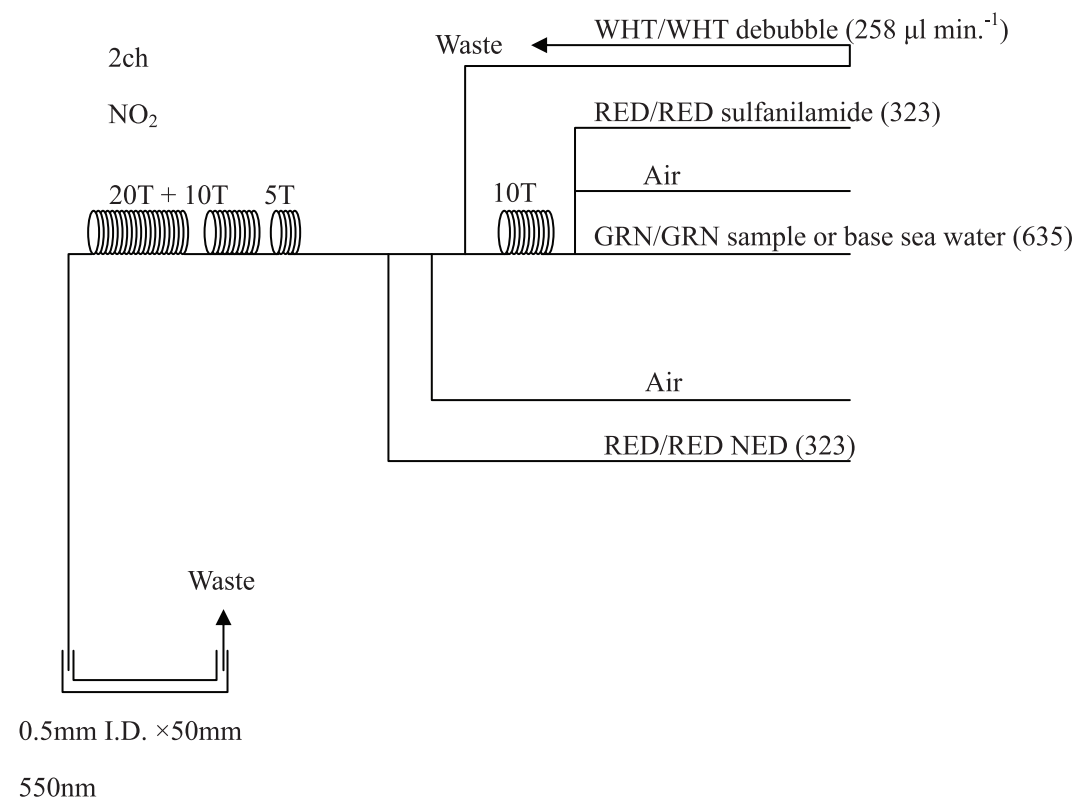 Waste
WHT/WHT debubble (258 µl min.⁻¹)
2ch
NO₂
RED/RED sulfanilamide (323)
Air
20T + 10T
5T
10T
GRN/GRN sample or base sea water (635)
Air
RED/RED NED (323)
Waste
0.5mm I.D. ×50mm
550nm